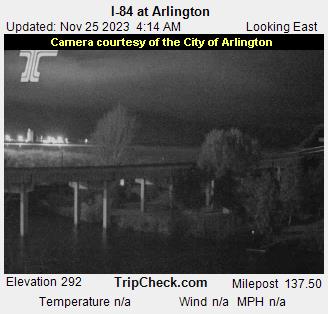 I-84 at Arlington
Updated: Nov 25 2023 4:14 AM Looking East
Camera courtesy of the City of Arlington
Elevation 292 TripCheck.com Milepost 137.50
Temperature n/a Wind n/a MPH n/a